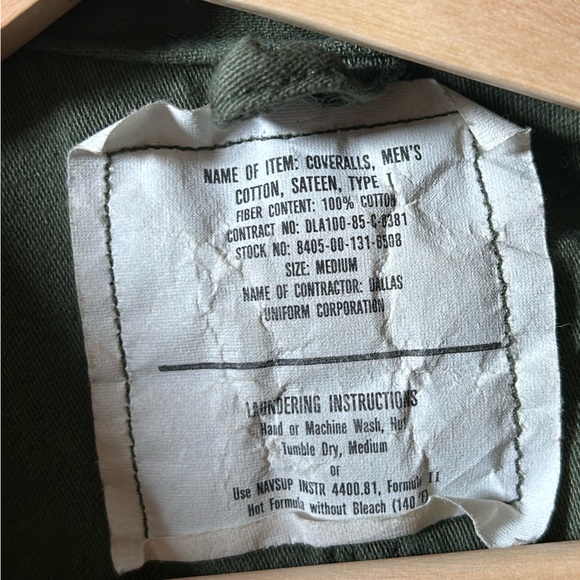 NAME OF ITEM: COVERALLS, MEN'S
COTTON, SATEEN, TYPE I
FIBER CONTENT: 100% COTTON
CONTRACT NO: DLA100-85-C-0381
STOCK NO: 8405-00-131-6508
SIZE: MEDIUM
NAME OF CONTRACTOR: DALLAS
UNIFORM CORPORATION
LAUNDERING INSTRUCTIONS
Hand or Machine Wash, Hot
Tumble Dry, Medium
or
Use NAVSUP INSTR 4400.81, Formula II
Hot Formula without Bleach (140°F)